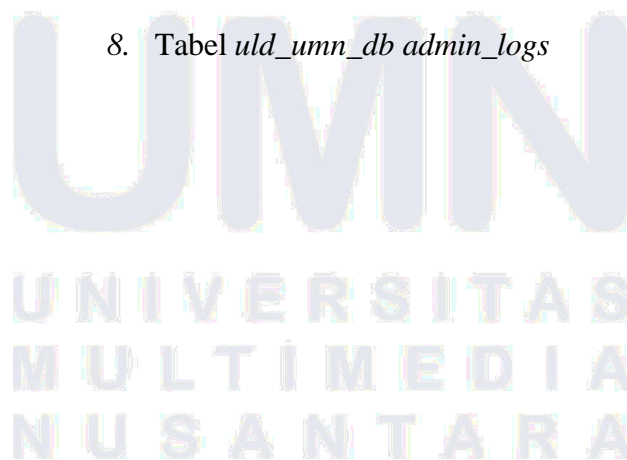 8. Tabel uld_umn_db admin_logs
UMN
UNIVERSITAS
MULTIMEDIA
NUSANTARA